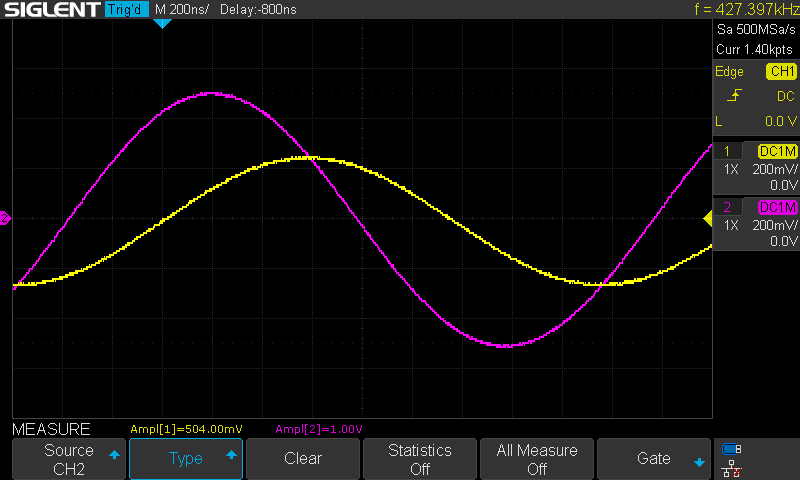 SIGLENT Trig'd M 200ns/ Delay:-800ns f = 427.397kHz
Sa 500MSa/s
Curr 1.40kpts
Edge CH1
DC
L 0.0 V
1 DC1M
1X 200mV/
0.0V
2 DC1M
1X 200mV/
0.0V
2
MEASURE Ampl[1]=504.00mV Ampl[2]=1.00V
Source
CH2
Type
Clear
Statistics
Off
All Measure
Off
Gate